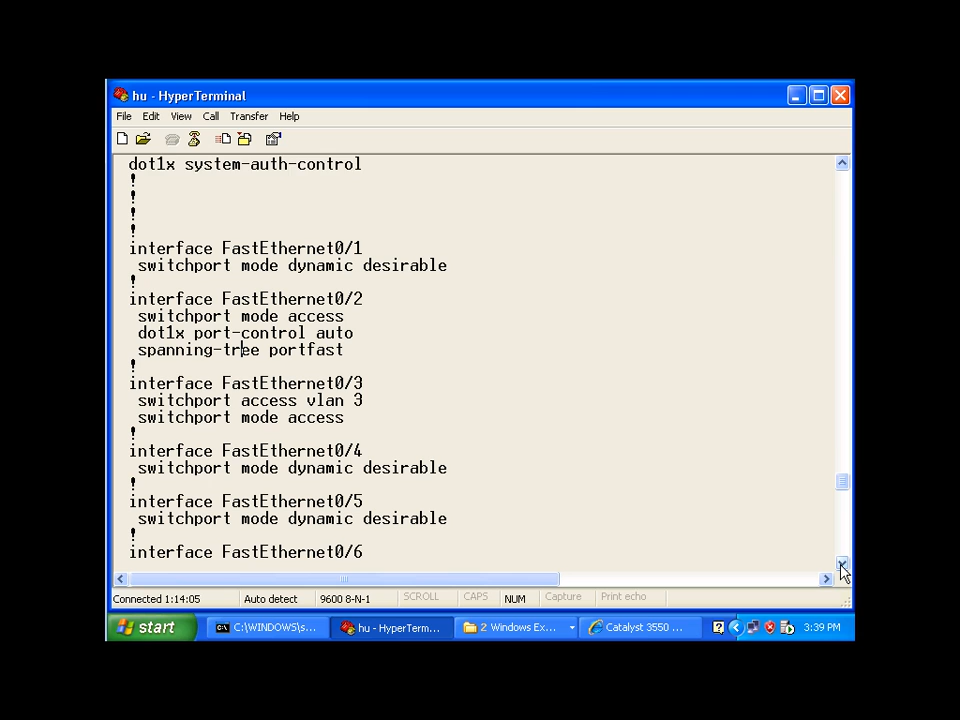 hu - HyperTerminal
File Edit View Call Transfer Help
dot1x system-auth-control
!
!
!
!
interface FastEthernet0/1
switchport mode dynamic desirable
!
interface FastEthernet0/2
switchport mode access
dot1x port-control auto
spanning-tree portfast
!
interface FastEthernet0/3
switchport access vlan 3
switchport mode access
!
interface FastEthernet0/4
switchport mode dynamic desirable
!
interface FastEthernet0/5
switchport mode dynamic desirable
!
interface FastEthernet0/6
Connected 1:14:05 Auto detect 9600 8-N-1 SCROLL CAPS NUM Capture Print echo
start C:\WINDOWS\s... hu - HyperTerm... 2 Windows Ex... Catalyst 3550 ... 3:39 PM